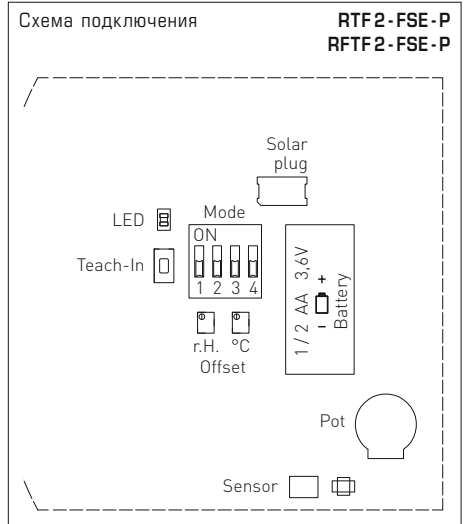 Схема подключения RTF2-FSE-P
RFTF2-FSE-P
Solar
plug
LED
Mode
ON
Teach-In
1 2 3 4
1/2 AA 3,6V
– +
Battery
r.H. °C
Offset
Pot
Sensor